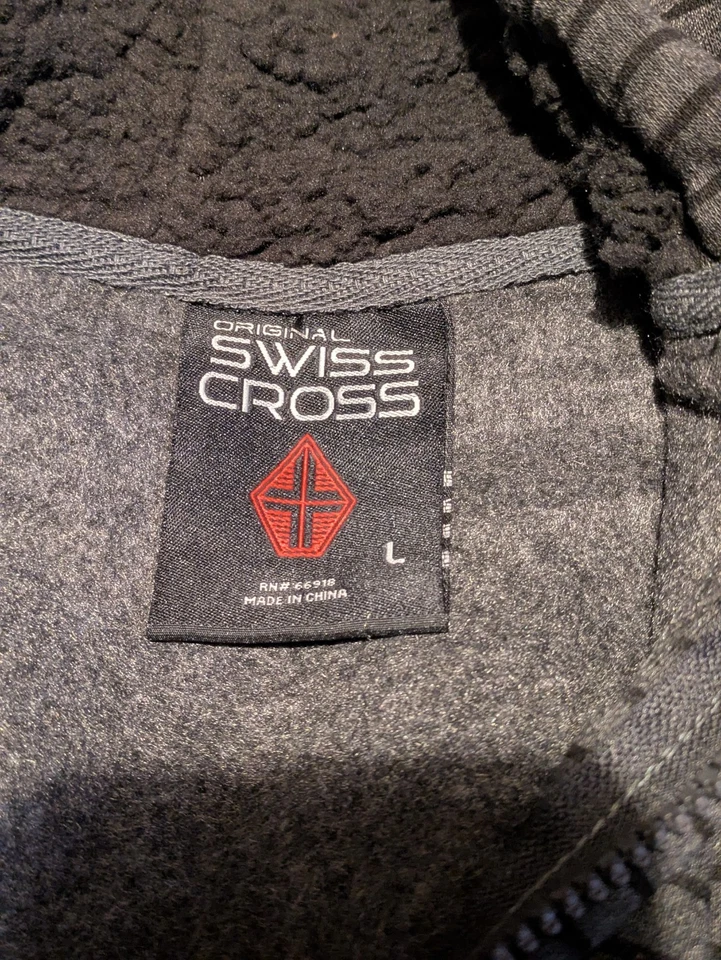 ORIGINAL
SWISS
CROSS
L
RN# 66918
MADE IN CHINA